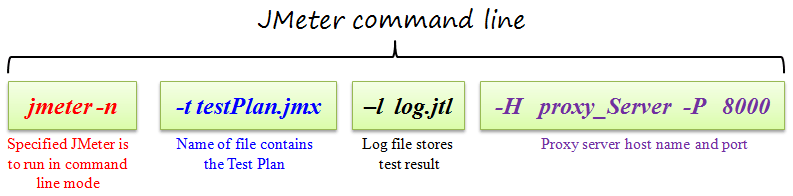 JMeter command line
jmeter -n
-t testPlan.jmx
–l log.jtl
-H proxy_Server -P 8000
Specified JMeter is
to run in command
line mode
Name of file contains
the Test Plan
Log file stores
test result
Proxy server host name and port